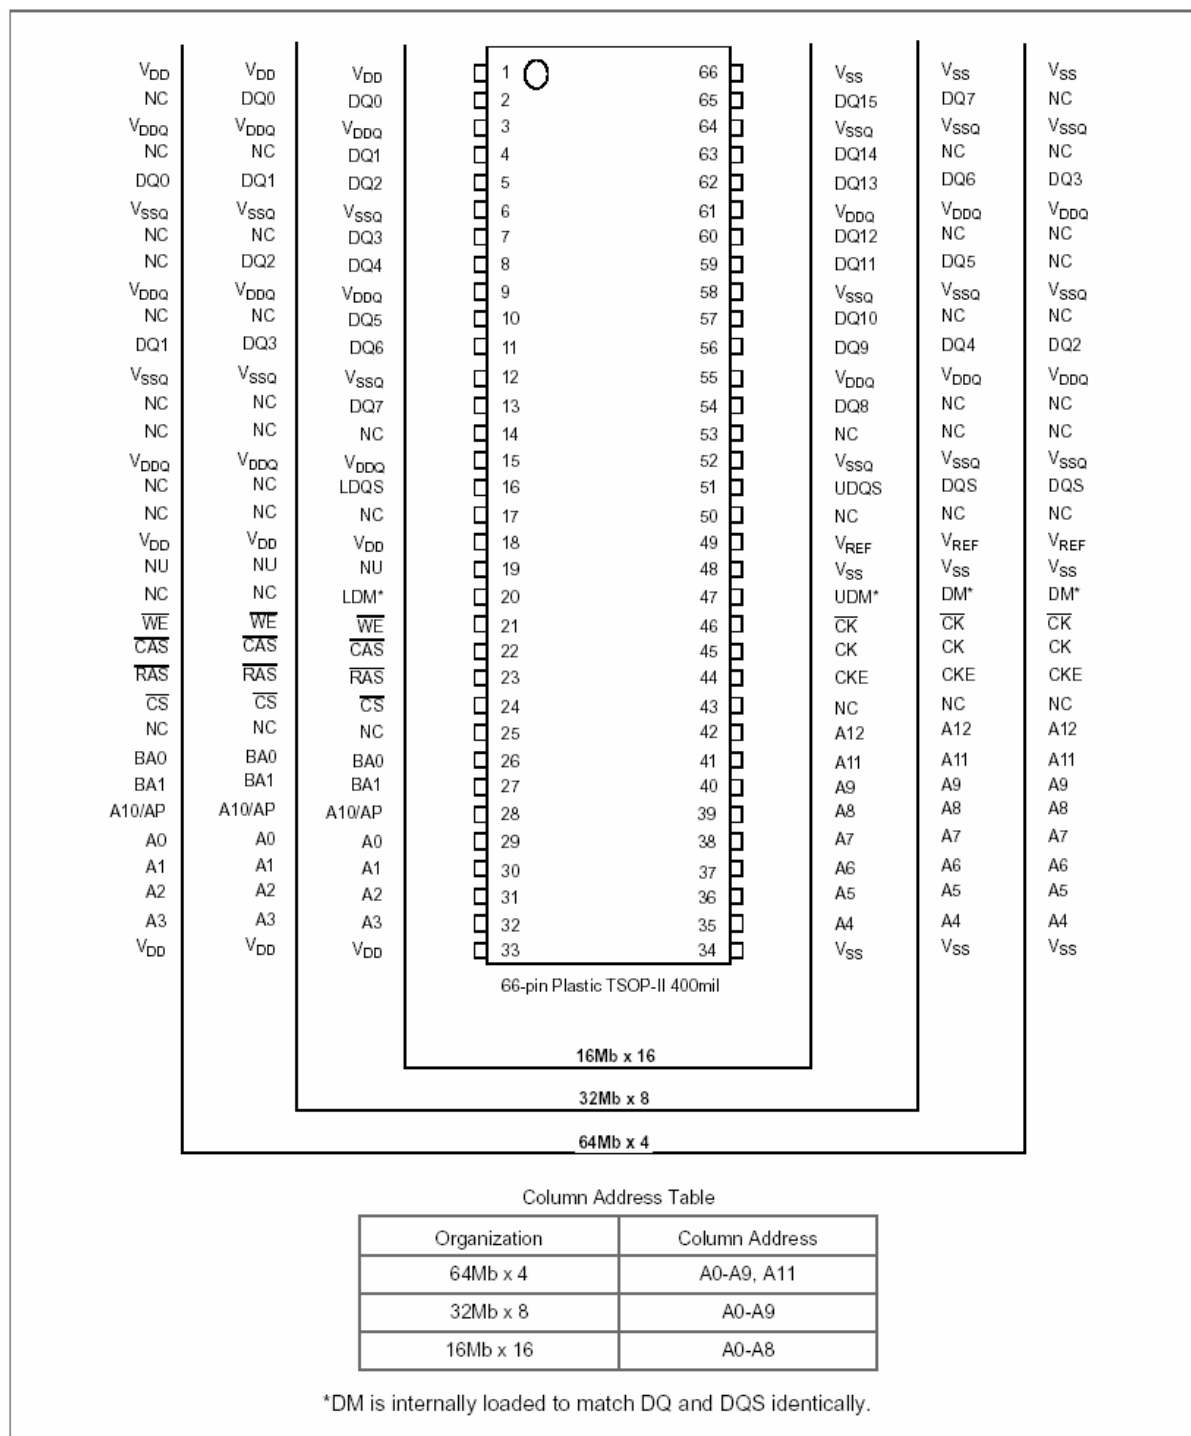 VDD VDD VDD 1 66 VSS VSS VSS
NC DQ0 DQ0 2 65 DQ15 DQ7 NC
VDDQ VDDQ VDDQ 3 64 VSSQ VSSQ VSSQ
NC NC DQ1 4 63 DQ14 NC NC
DQ0 DQ1 DQ2 5 62 DQ13 DQ6 DQ3
VSSQ VSSQ VSSQ 6 61 VDDQ VDDQ VDDQ
NC NC DQ3 7 60 DQ12 NC NC
NC DQ2 DQ4 8 59 DQ11 DQ5 NC
VDDQ VDDQ VDDQ 9 58 VSSQ VSSQ VSSQ
NC NC DQ5 10 57 DQ10 NC NC
DQ1 DQ3 DQ6 11 56 DQ9 DQ4 DQ2
VSSQ VSSQ VSSQ 12 55 VDDQ VDDQ VDDQ
NC NC DQ7 13 54 DQ8 NC NC
NC NC NC 14 53 NC NC NC
VDDQ VDDQ VDDQ 15 52 VSSQ VSSQ VSSQ
NC NC LDQS 16 51 UDQS DQS DQS
NC NC NC 17 50 NC NC NC
VDD VDD VDD 18 49 VREF VREF VREF
NU NU NU 19 48 VSS VSS VSS
NC NC LDM* 20 47 UDM* DM* DM*
W̅E̅ W̅E̅ W̅E̅ 21 46 C̅K̅ C̅K̅ C̅K̅
C̅A̅S̅ C̅A̅S̅ C̅A̅S̅ 22 45 CK CK CK
R̅A̅S̅ R̅A̅S̅ R̅A̅S̅ 23 44 CKE CKE CKE
C̅S̅ C̅S̅ C̅S̅ 24 43 NC NC NC
NC NC NC 25 42 A12 A12 A12
BA0 BA0 BA0 26 41 A11 A11 A11
BA1 BA1 BA1 27 40 A9 A9 A9
A10/AP A10/AP A10/AP 28 39 A8 A8 A8
A0 A0 A0 29 38 A7 A7 A7
A1 A1 A1 30 37 A6 A6 A6
A2 A2 A2 31 36 A5 A5 A5
A3 A3 A3 32 35 A4 A4 A4
VDD VDD VDD 33 34 VSS VSS VSS
66-pin Plastic TSOP-II 400mil
16Mb x 16
32Mb x 8
64Mb x 4
Column Address Table
Organization Column Address
64Mb x 4 A0-A9, A11
32Mb x 8 A0-A9
16Mb x 16 A0-A8
*DM is internally loaded to match DQ and DQS identically.